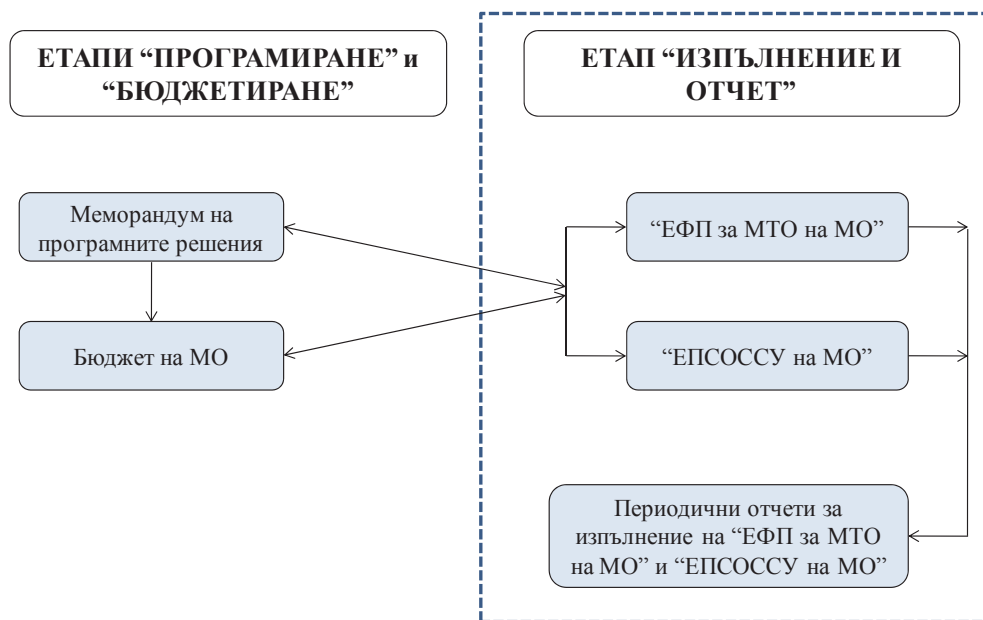 ЕТАПИ “ПРОГРАМИРАНЕ” и
“БЮДЖЕТИРАНЕ”
ЕТАП “ИЗПЪЛНЕНИЕ И
ОТЧЕТ”
Меморандум на
програмните решения
“ЕФП за МТО на МО”
Бюджет на МО
“ЕПСОССУ на МО”
Периодични отчети за
изпълнение на “ЕФП за МТО
на МО” и “ЕПСОССУ на МО”